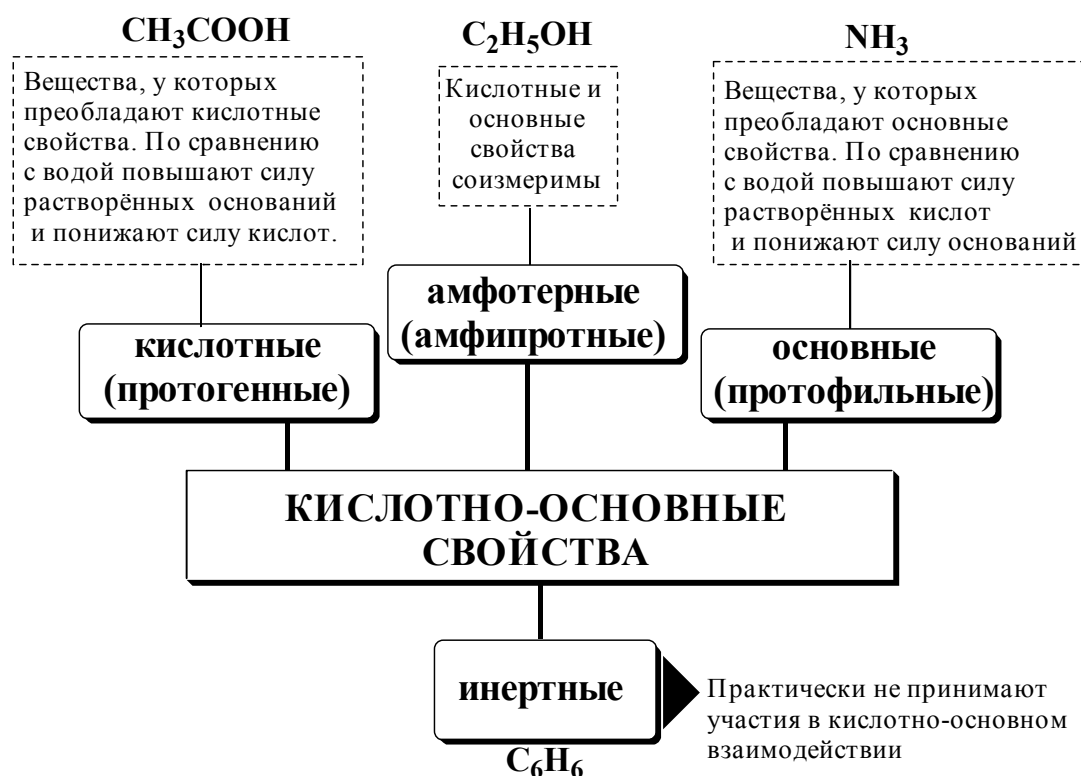 CH₃COOH
Вещества, у которых
преобладают кислотные
свойства. По сравнению
с водой повышают силу
растворённых оснований
и понижают силу кислот.
кислотные
(протогенные)
C₂H₅OH
Кислотные и
основные
свойства
соизмеримы
амфотерные
(амфипротные)
NH₃
Вещества, у которых
преобладают основные
свойства. По сравнению
с водой повышают силу
растворённых кислот
и понижают силу оснований
основные
(протофильные)
КИСЛОТНО-ОСНОВНЫЕ
СВОЙСТВА
инертные
C₆H₆
Практически не принимают
участия в кислотно-основном
взаимодействии